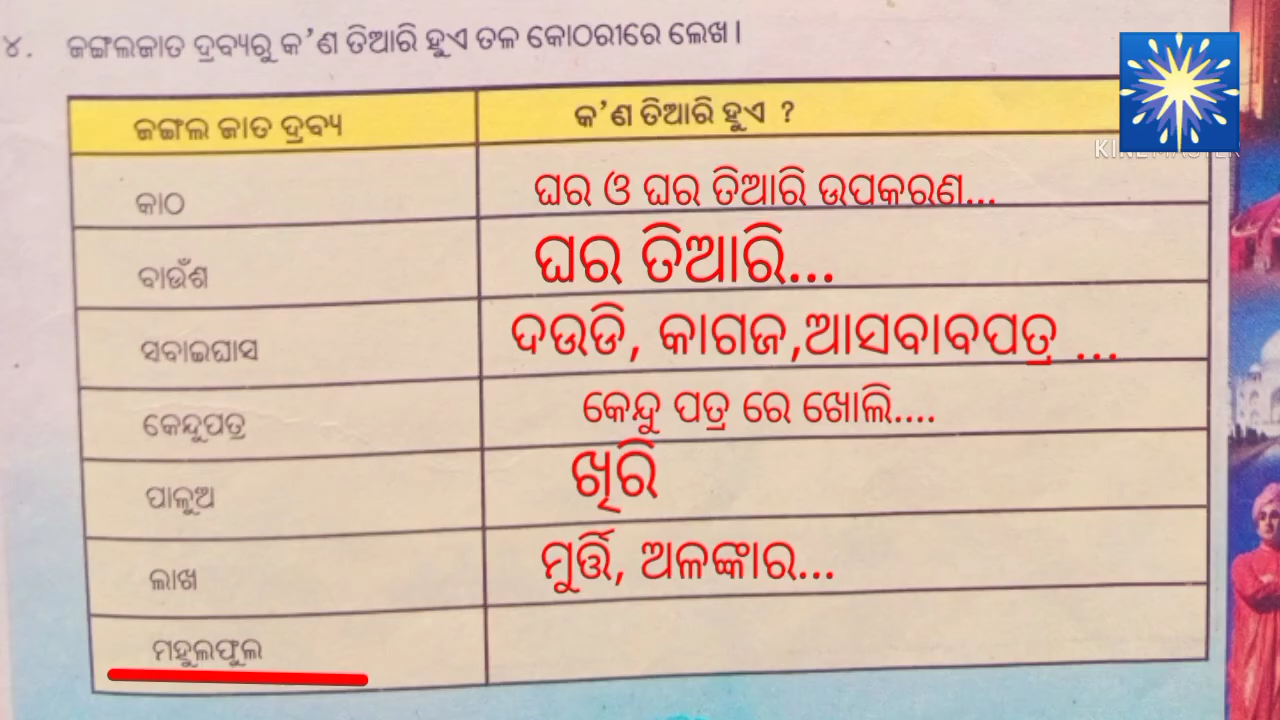 ୪. ଜଙ୍ଗଲଜାତ ଦ୍ରବ୍ୟରୁ କ'ଣ ତିଆରି ହୁଏ ତଳ କୋଠରୀରେ ଲେଖ।
ଜଙ୍ଗଲ ଜାତ ଦ୍ରବ୍ୟ କ'ଣ ତିଆରି ହୁଏ ?
KINEMASTER
କାଠ ଘର ଓ ଘର ତିଆରି ଉପକରଣ...
ବାଉଁଶ ଘର ତିଆରି...
ସବାଇଘାସ ଦଉଡି, କାଗଜ,ଆସବାବପତ୍ର ...
କେନ୍ଦୁପତ୍ର କେନ୍ଦୁ ପତ୍ର ରେ ଖୋଲି....
ପାଳୁଅ ଖିରି
ଲାଖ ମୁର୍ତ୍ତି, ଅଳଙ୍କାର...
ମହୁଲଫୁଲ